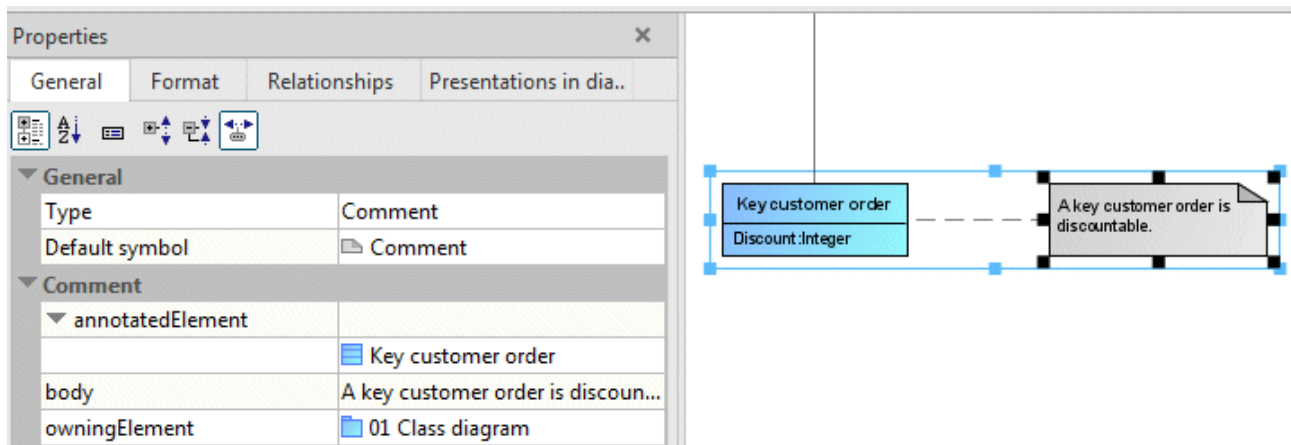 Properties
General Format Relationships Presentations in dia..
General
Type Comment
Default symbol Comment
Comment
annotatedElement
Key customer order
body A key customer order is discoun...
owningElement 01 Class diagram
Key customer order
Discount:Integer
A key customer order is
discountable.